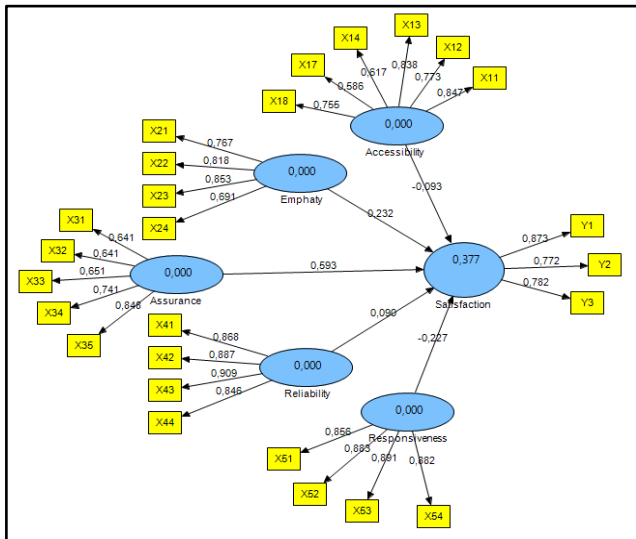 X13
X14
X12
X17
X11
X18
0,617
0,838
0,773
0,586
0,847
0,755
0,000
Accessibility
X21
X22
X23
X24
0,767
0,818
0,853
0,691
0,000
Emphaty
-0,093
0,232
X31
X32
X33
X34
X35
0,641
0,641
0,651
0,741
0,848
0,000
Assurance
0,593
0,377
Satisfaction
0,873
0,772
0,782
Y1
Y2
Y3
X41
X42
X43
X44
0,868
0,887
0,909
0,846
0,000
Reliability
0,090
-0,227
0,000
Responsiveness
0,856
0,883
0,891
0,882
X51
X52
X53
X54